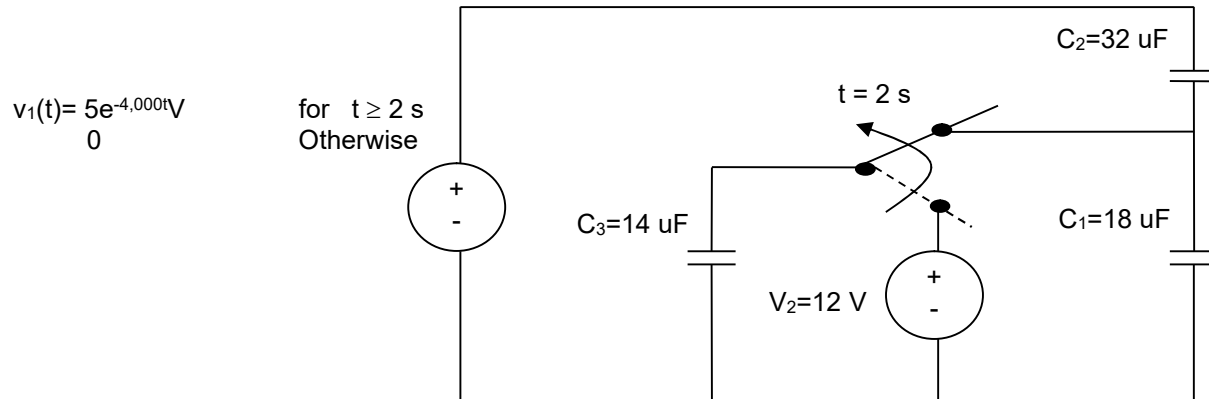 C₂=32 uF
v₁(t)= 5e⁻⁴,⁰⁰⁰ᵗV for t ≥ 2 s
0 Otherwise
t = 2 s
+
-
C₃=14 uF
C₁=18 uF
V₂=12 V
+
-